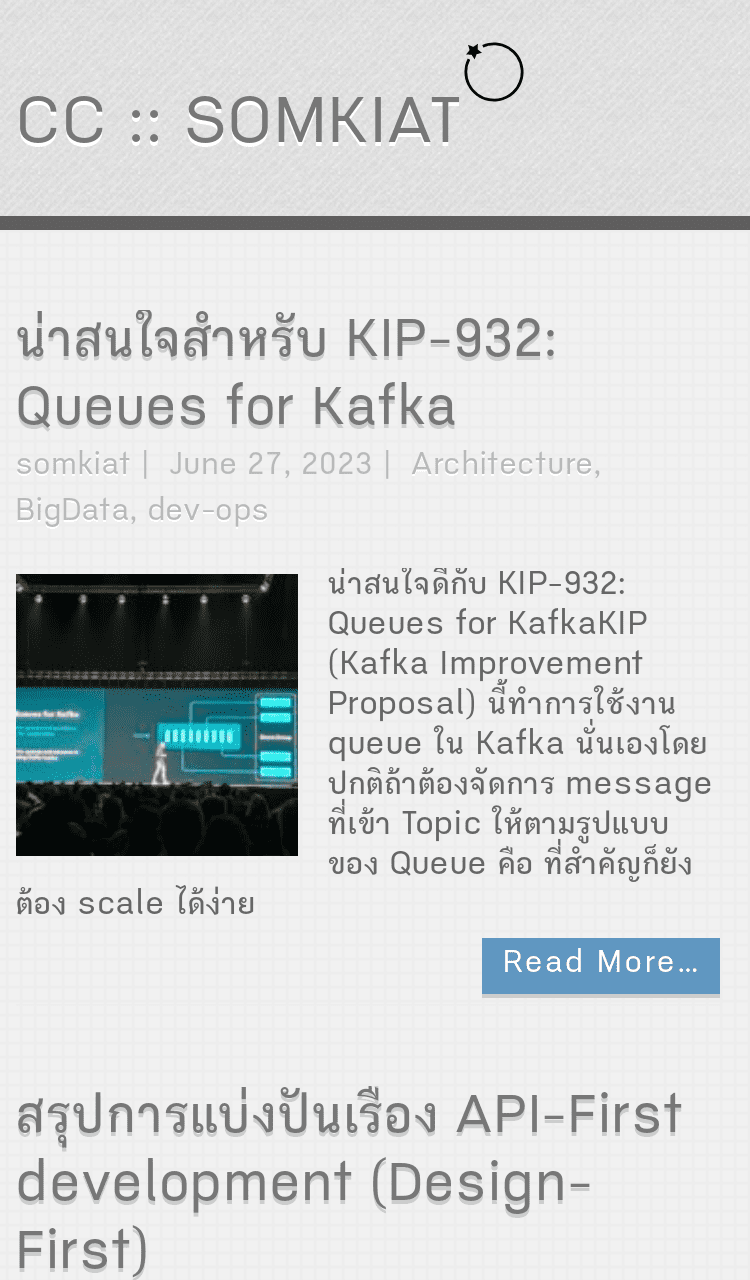 CC :: SOMKIAT
น่าสนใจสำหรับ KIP-932:
Queues for Kafka
somkiat | June 27, 2023 | Architecture,
BigData, dev-ops
น่าสนใจดีกับ KIP-932:
Queues for KafkaKIP
(Kafka Improvement
Proposal) นี้ทำการใช้งาน
queue ใน Kafka นั่นเองโดย
ปกติถ้าต้องจัดการ message
ที่เข้า Topic ให้ตามรูปแบบ
ของ Queue คือ ที่สำคัญก็ยัง
ต้อง scale ได้ง่าย
Read More…
สรุปการแบ่งปันเรื่อง API-First
development (Design-
First)